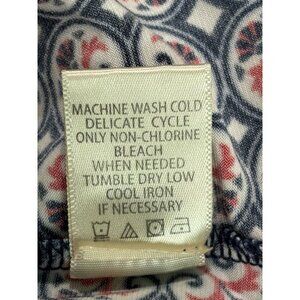 MACHINE WASH COLD
DELICATE CYCLE
ONLY NON-CHLORINE
BLEACH
WHEN NEEDED
TUMBLE DRY LOW
COOL IRON
IF NECESSARY